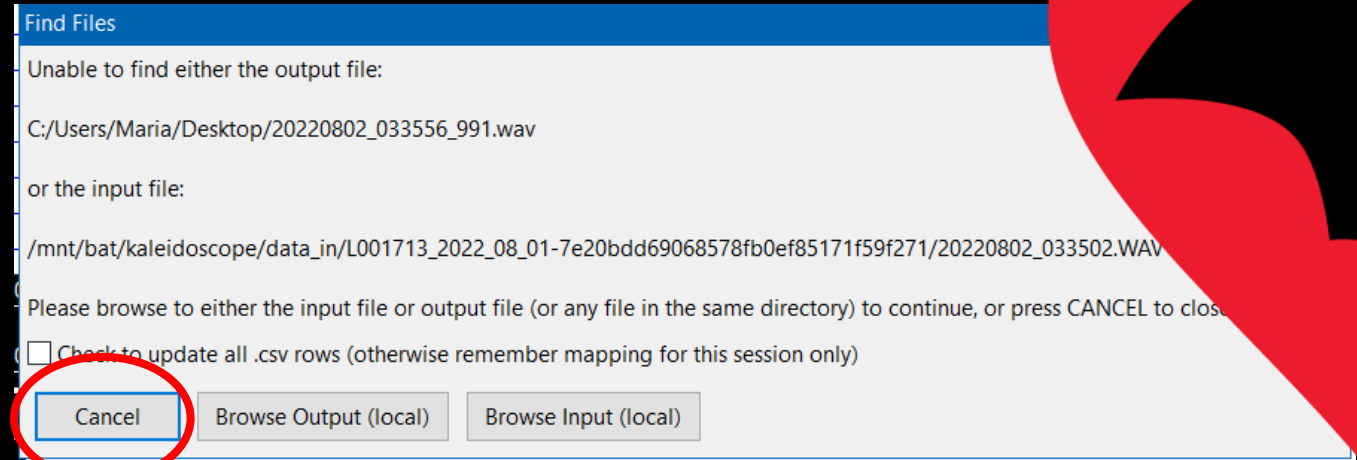 Find Files
Unable to find either the output file:
C:/Users/Maria/Desktop/20220802_033556_991.wav
or the input file:
/mnt/bat/kaleidoscope/data_in/L001713_2022_08_01-7e20bdd69068578fb0ef85171f59f271/20220802_033502.WAV
Please browse to either the input file or output file (or any file in the same directory) to continue, or press CANCEL to close
Check to update all .csv rows (otherwise remember mapping for this session only)
Cancel Browse Output (local) Browse Input (local)